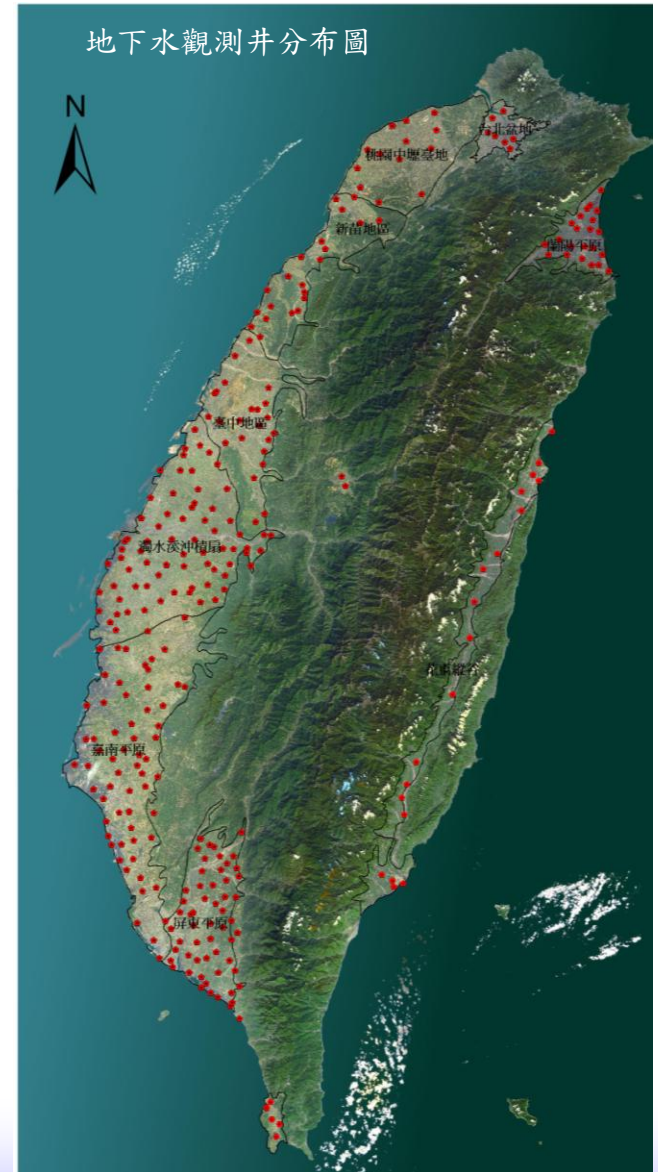 地下水觀測井分布圖
N
台北盆地
桃園中壢臺地
新苗地區
蘭陽平原
臺中地區
濁水溪沖積扇
花東縱谷
嘉南平原
屏東平原